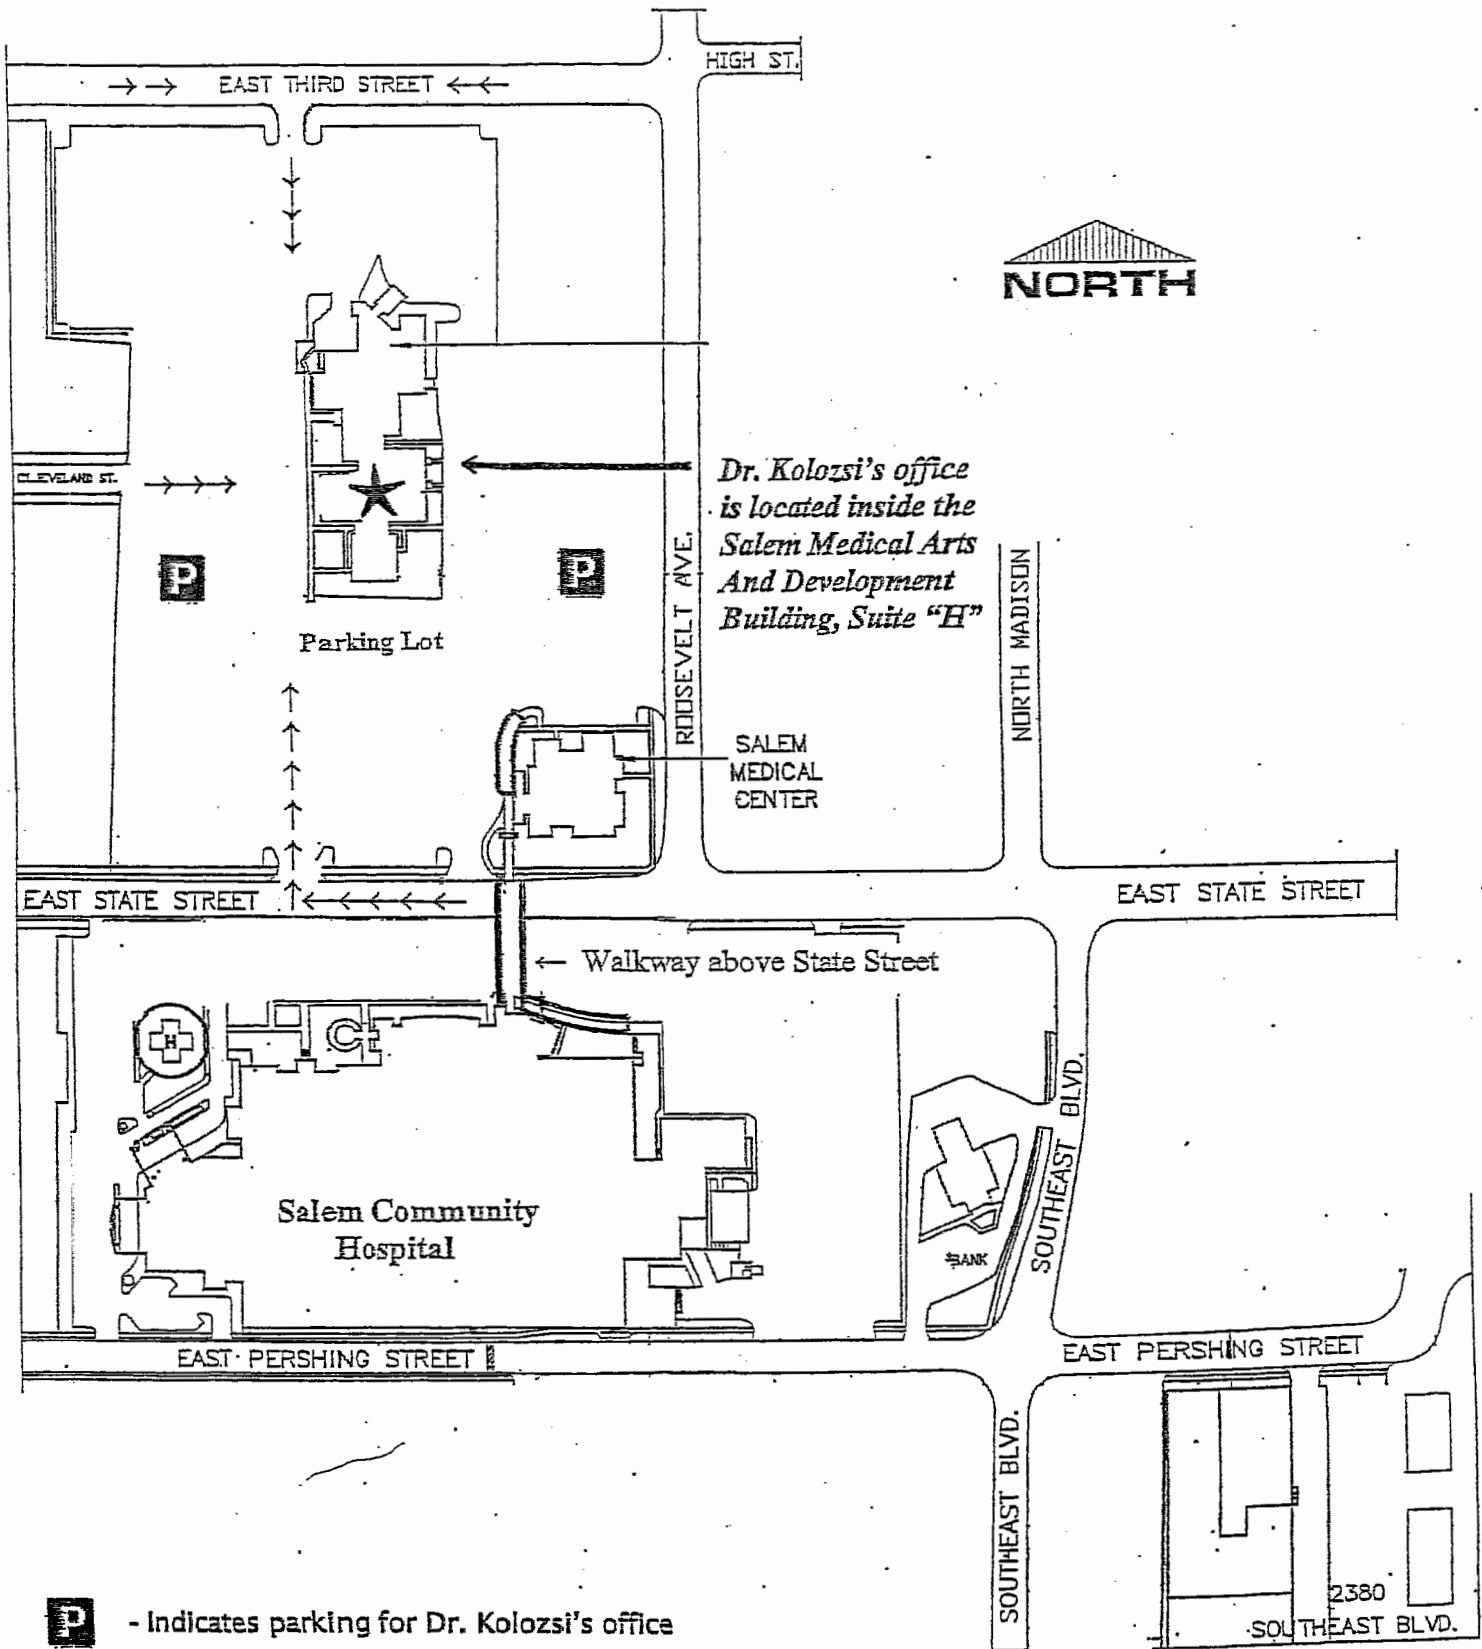 HIGH ST.
EAST THIRD STREET
NORTH
CLEVELAND ST.
Dr. Kolozsi's office
is located inside the
Salem Medical Arts
And Development
Building, Suite "H"
P
P
ROOSEVELT AVE.
NORTH MADISON
Parking Lot
SALEM
MEDICAL
CENTER
EAST STATE STREET
EAST STATE STREET
Walkway above State Street
H
SOUTHEAST BLVD.
Salem Community
Hospital
BANK
EAST PERSHING STREET
EAST PERSHING STREET
SOUTHEAST BLVD.
2380
SOUTHEAST BLVD.
P - Indicates parking for Dr. Kolozsi's office